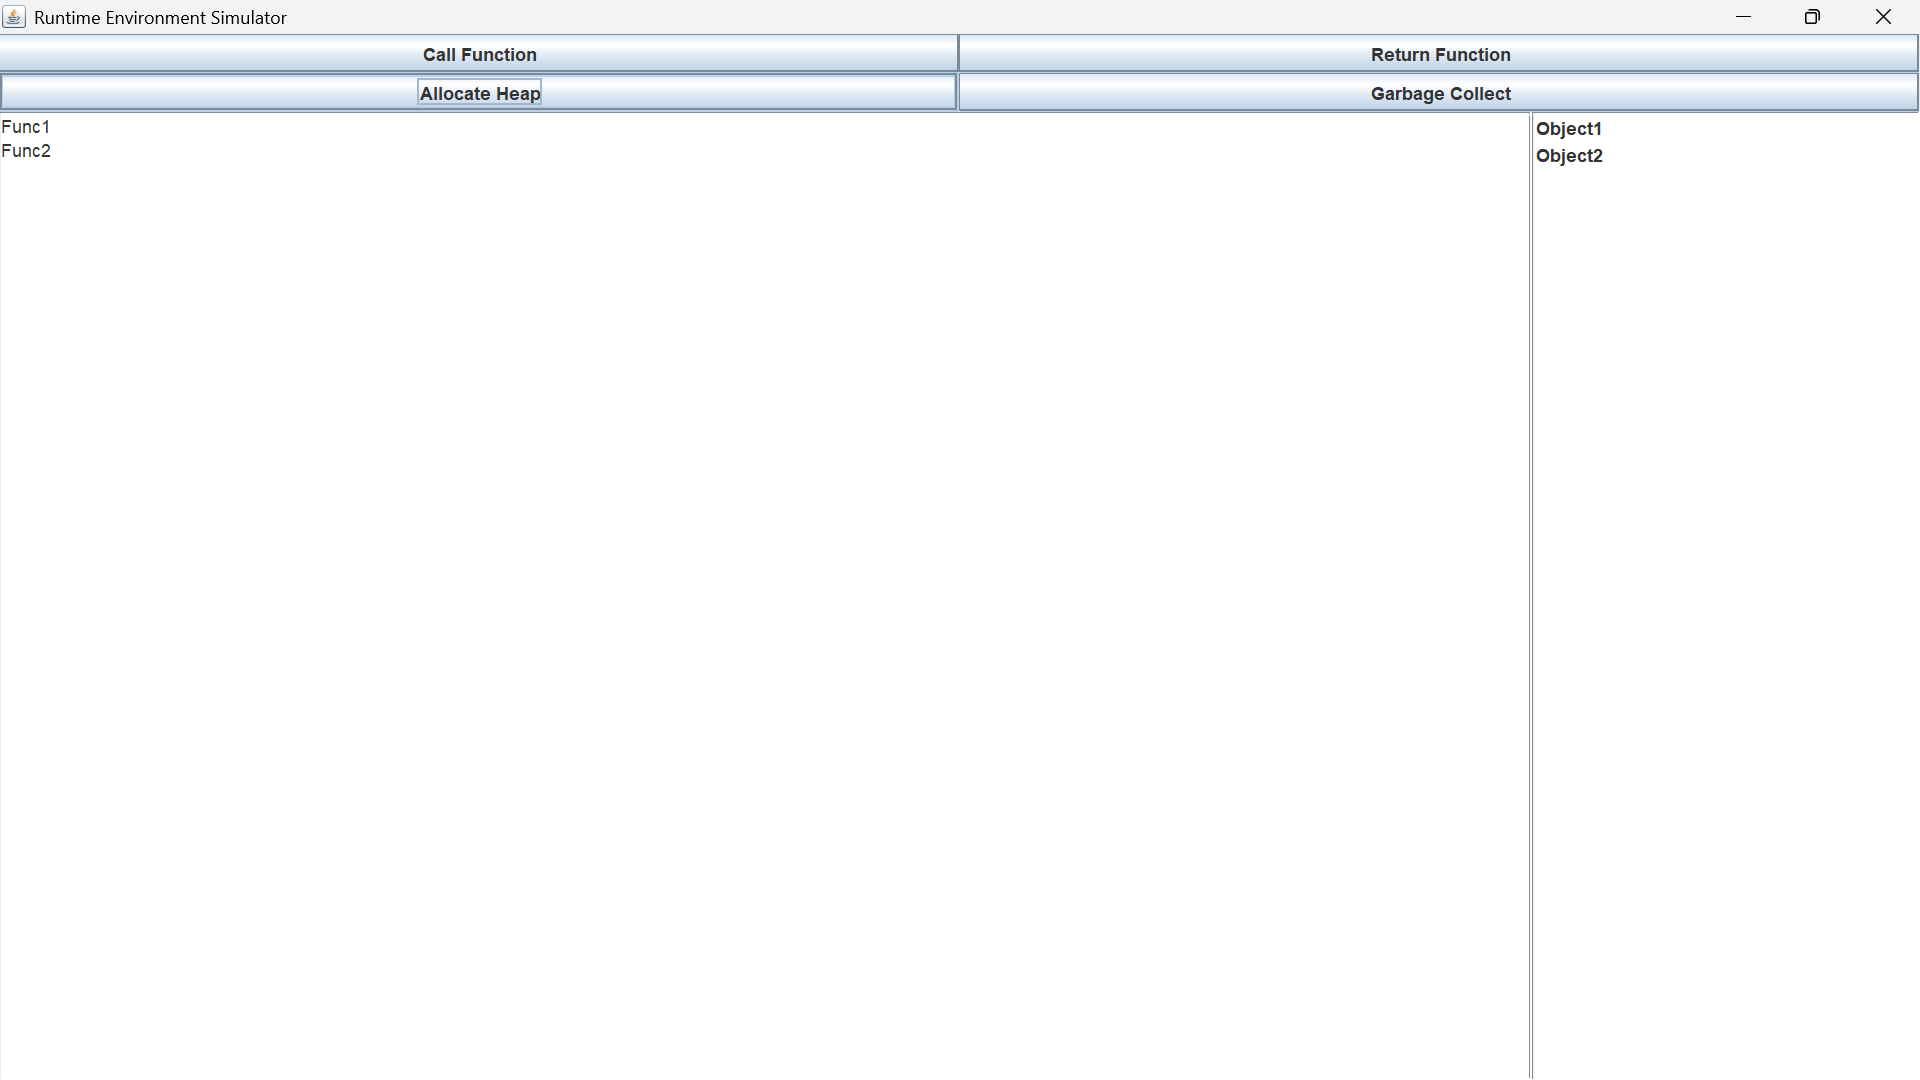 Runtime Environment Simulator
Call Function
Return Function
Allocate Heap
Garbage Collect
Func1
Func2
Object1
Object2